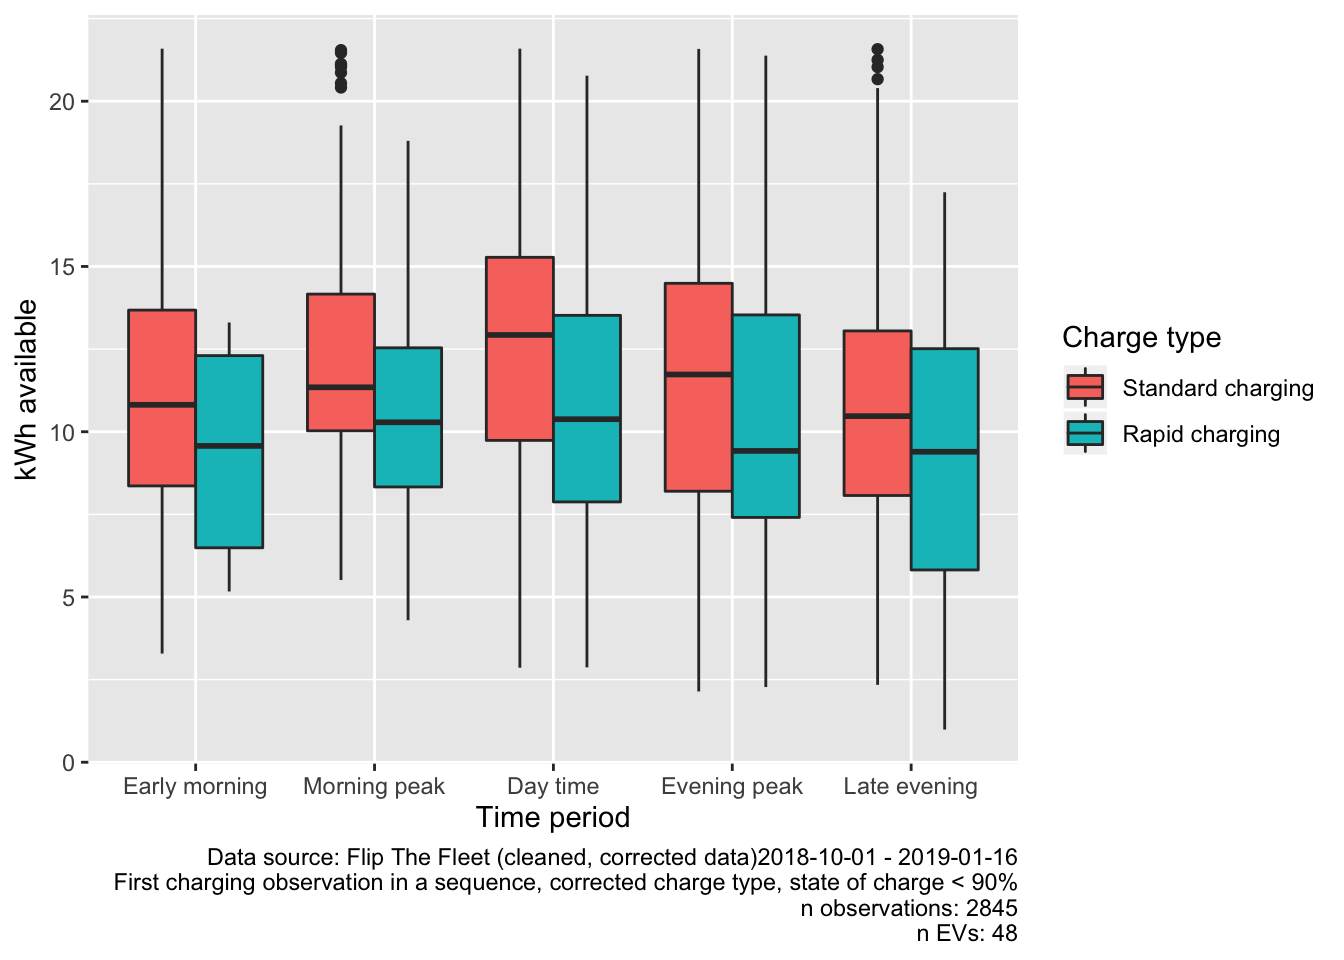 kWh available
20
15
10
5
0
Early morning
Morning peak
Day time
Evening peak
Late evening
Time period
Charge type
Standard charging
Rapid charging
Data source: Flip The Fleet (cleaned, corrected data)2018-10-01 - 2019-01-16
First charging observation in a sequence, corrected charge type, state of charge < 90%
n observations: 2845
n EVs: 48